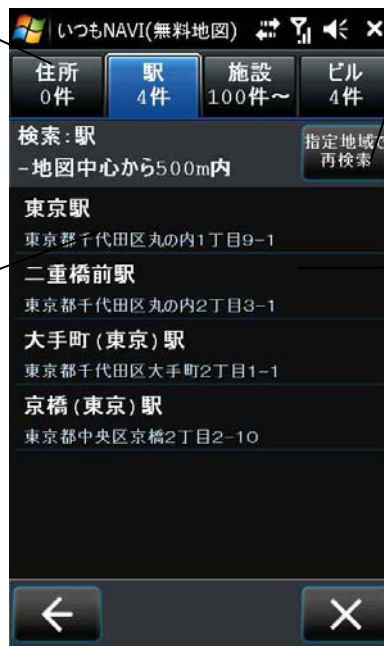 いつもNAVI(無料地図)
住所 駅 施設 ビル
0件 4件 100件～ 4件
検索:駅
-地図中心から500m内
指定地域で
再検索
東京駅
東京都千代田区丸の内1丁目9-1
二重橋前駅
東京都千代田区丸の内2丁目3-1
大手町(東京)駅
東京都千代田区大手町2丁目1-1
京橋(東京)駅
東京都中央区京橋2丁目2-10